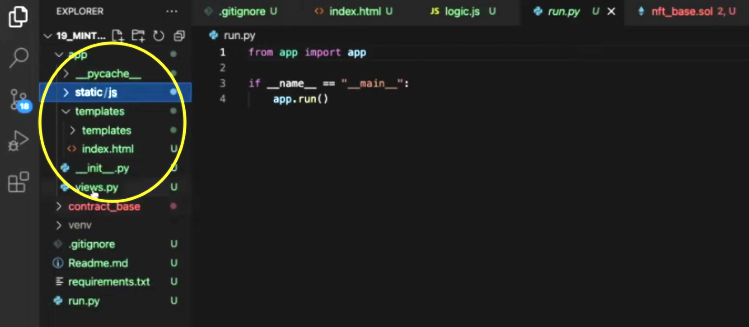 EXPLORER ...
.gitignore U
index.html U
JS logic.js U
run.py U
nft_base.sol 2, U
19_MINT...
run.py
app
__pycache__
static/js
templates
templates
index.html U
__init__.py U
views.py U
contract_base
venv
.gitignore U
Readme.md U
requirements.txt U
run.py U
18
1 from app import app
2
3 if __name__ == "__main__":
4 app.run()